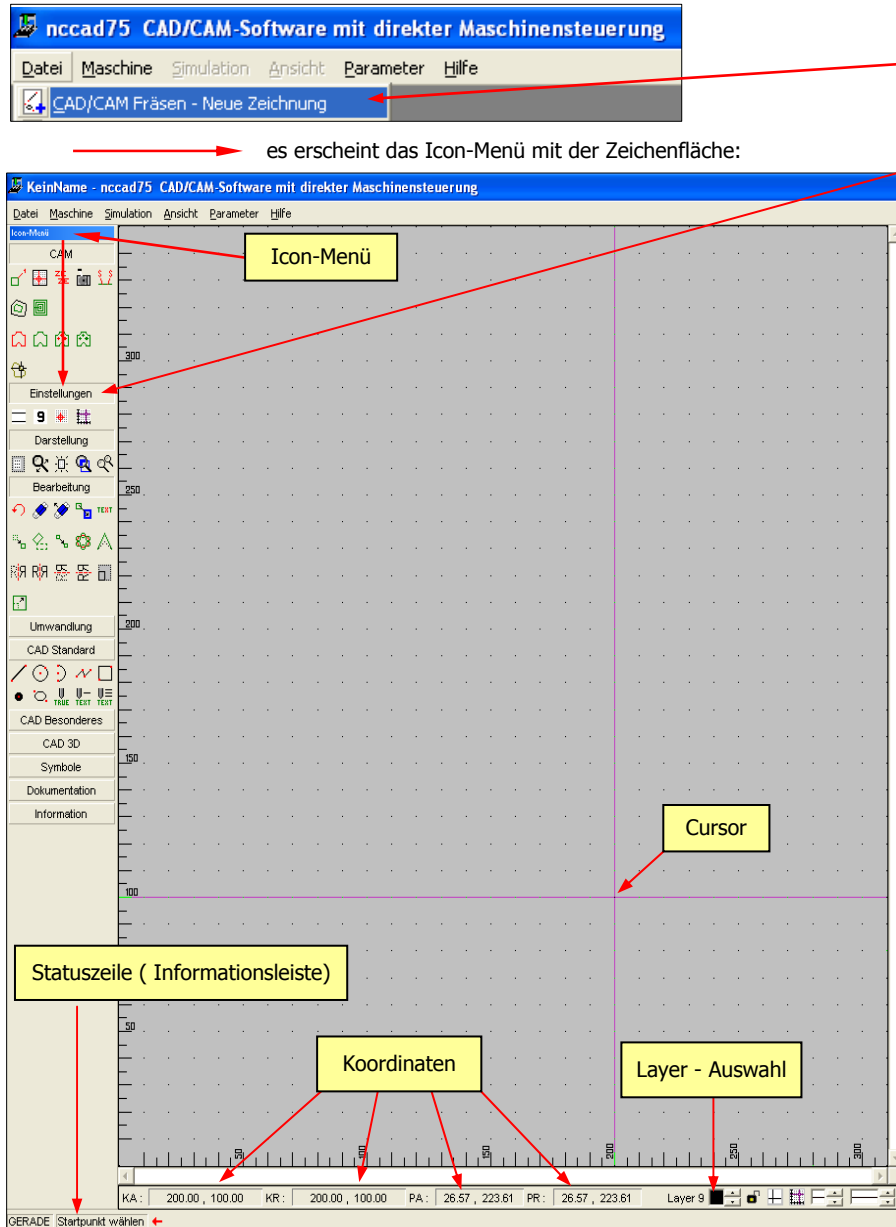 nccad75 CAD/CAM-Software mit direkter Maschinensteuerung
Datei Maschine Simulation Ansicht Parameter Hilfe
CAD/CAM Fräsen - Neue Zeichnung
es erscheint das Icon-Menü mit der Zeichenfläche:
KeinName - nccad75 CAD/CAM-Software mit direkter Maschinensteuerung
Datei Maschine Simulation Ansicht Parameter Hilfe
Icon-Menü
Icon-Menü
CAM
300
Einstellungen
9
Darstellung
250
Bearbeitung
TEXT
200
Umwandlung
CAD Standard
TRUE TEXT TEXT
CAD Besonderes
CAD 3D
150
Symbole
Dokumentation
Information
Cursor
100
Statuszeile ( Informationsleiste)
50
Koordinaten
Layer - Auswahl
50 100 150 200 250 300
KA : 200.00 , 100.00 KR : 200.00 , 100.00 PA : 26.57 , 223.61 PR : 26.57 , 223.61 Layer 9
GERADE Startpunkt wählen